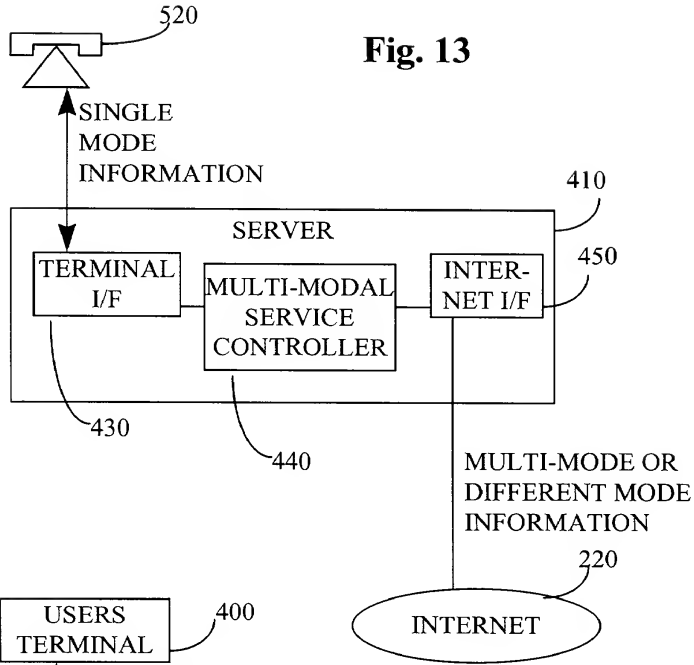 520
Fig. 13
SINGLE
MODE
INFORMATION
410
SERVER
TERMINAL
I/F
MULTI-MODAL
SERVICE
CONTROLLER
INTER-
NET I/F
450
430
440
MULTI-MODE OR
DIFFERENT MODE
INFORMATION
220
INTERNET
USERS
TERMINAL
400